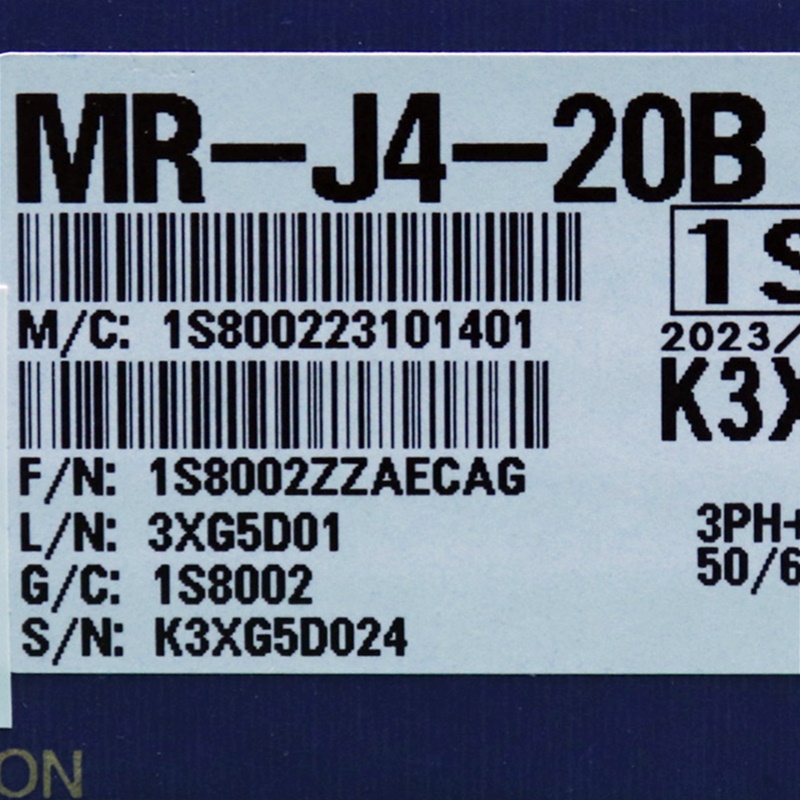 MR-J4-20B
1S
M/C: 1S800223101401
2023/
K3X
F/N: 1S8002ZZAECAG
L/N: 3XG5D01
3PH+
G/C: 1S8002
50/6
S/N: K3XG5D024
ON